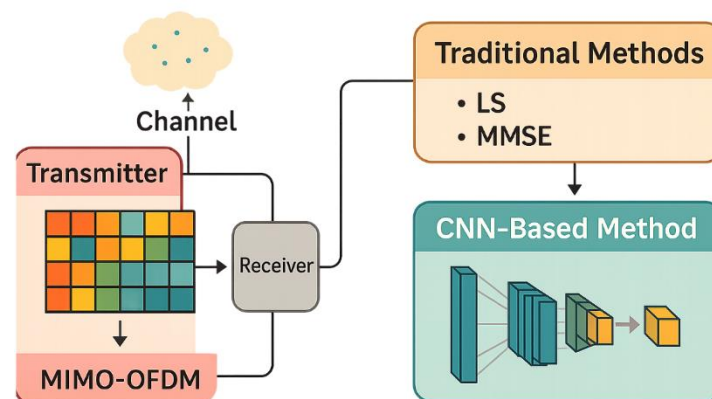 Channel
Transmitter
Receiver
MIMO-OFDM
Traditional Methods
• LS
• MMSE
CNN-Based Method